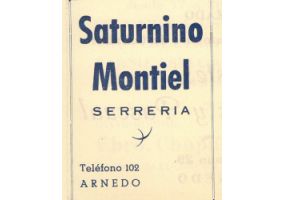 Saturnino
Montiel
SERRERIA
Teléfono 102
ARNEDO